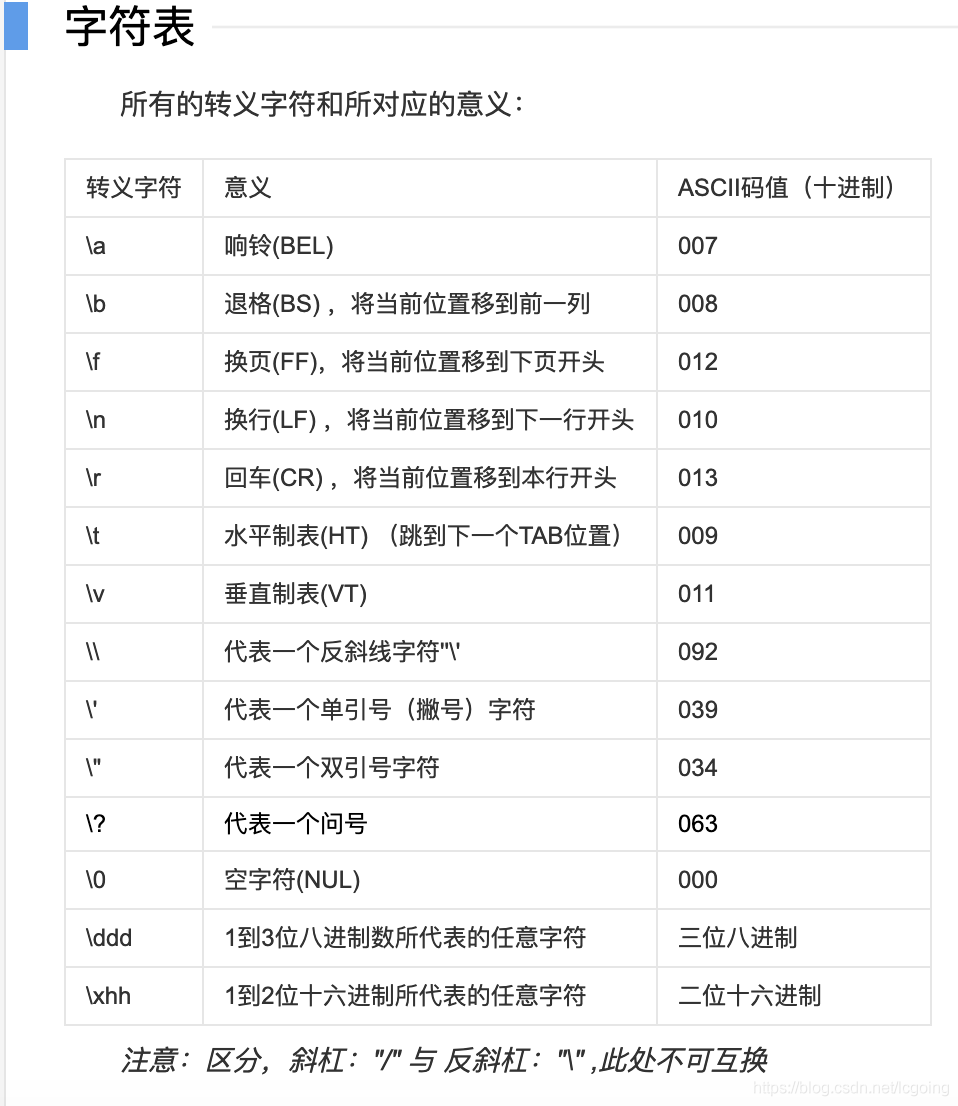 字符表
所有的转义字符和所对应的意义：
转义字符 意义 ASCII码值（十进制）
\a 响铃(BEL) 007
\b 退格(BS) ，将当前位置移到前一列 008
\f 换页(FF)，将当前位置移到下页开头 012
\n 换行(LF) ，将当前位置移到下一行开头 010
\r 回车(CR) ，将当前位置移到本行开头 013
\t 水平制表(HT) （跳到下一个TAB位置） 009
\v 垂直制表(VT) 011
\\ 代表一个反斜线字符"\' 092
\' 代表一个单引号（撇号）字符 039
\" 代表一个双引号字符 034
\? 代表一个问号 063
\0 空字符(NUL) 000
\ddd 1到3位八进制数所代表的任意字符 三位八进制
\xhh 1到2位十六进制所代表的任意字符 二位十六进制
注意：区分，斜杠："/" 与 反斜杠："\" ,此处不可互换
https://blog.csdn.net/lcgoing